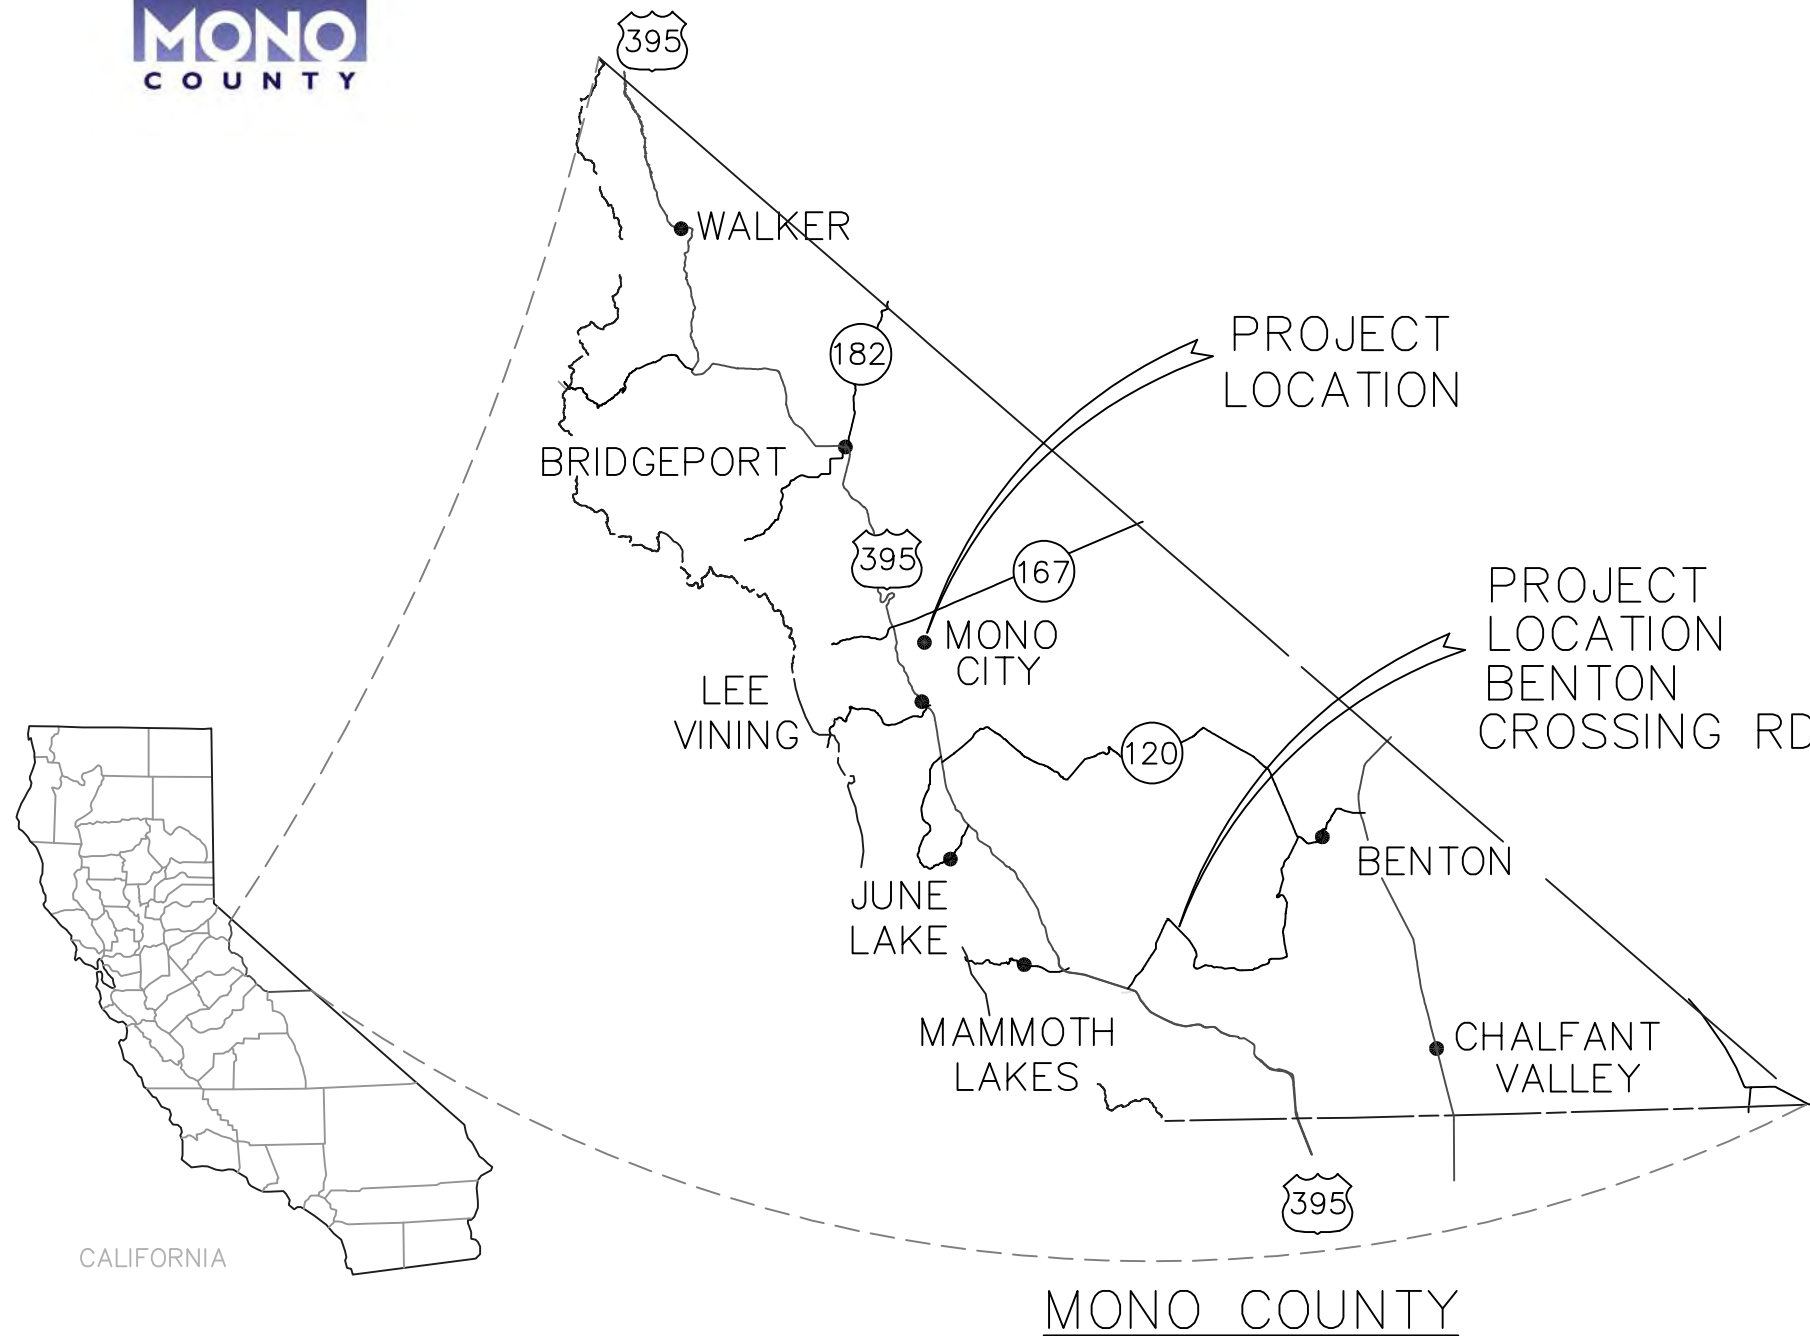 MONO
COUNTY
395
WALKER
182
PROJECT
LOCATION
BRIDGEPORT
395
167
PROJECT
LOCATION
BENTON
CROSSING RD
MONO
CITY
LEE
VINING
120
BENTON
JUNE
LAKE
MAMMOTH
LAKES
CHALFANT
VALLEY
395
CALIFORNIA
MONO COUNTY